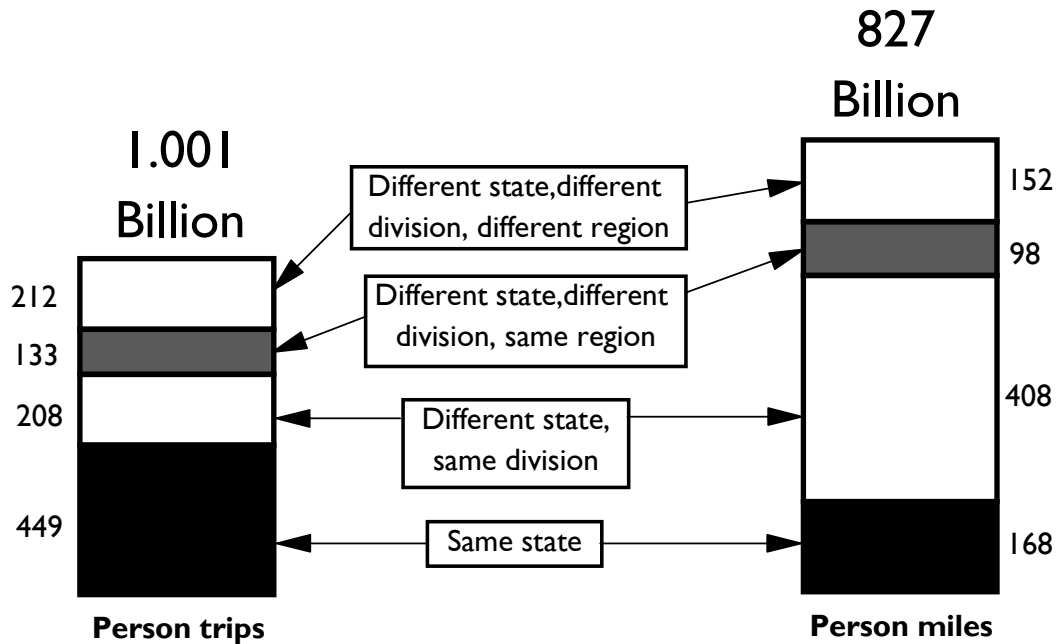 827
Billion
1.001
Billion
Different state,different
division, different region
152
98
212
Different state,different
division, same region
133
208
Different state,
same division
408
449
Same state
168
Person trips
Person miles